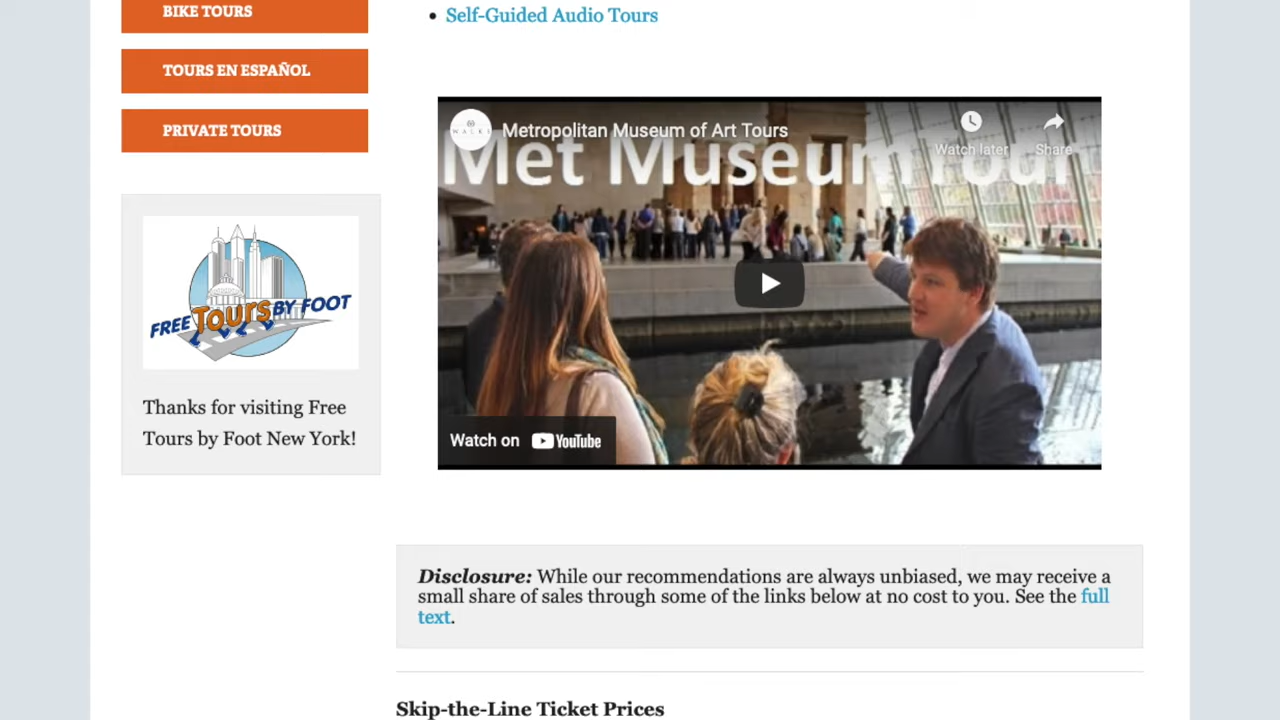 BIKE TOURS
TOURS EN ESPAÑOL
PRIVATE TOURS
FREE TOURS BY FOOT
Thanks for visiting Free
Tours by Foot New York!
Self-Guided Audio Tours
WALKS
Metropolitan Museum of Art Tours
Watch later
Share
Met Museum Tour
Watch on YouTube
Disclosure: While our recommendations are always unbiased, we may receive a
small share of sales through some of the links below at no cost to you. See the full
text.
Skip-the-Line Ticket Prices